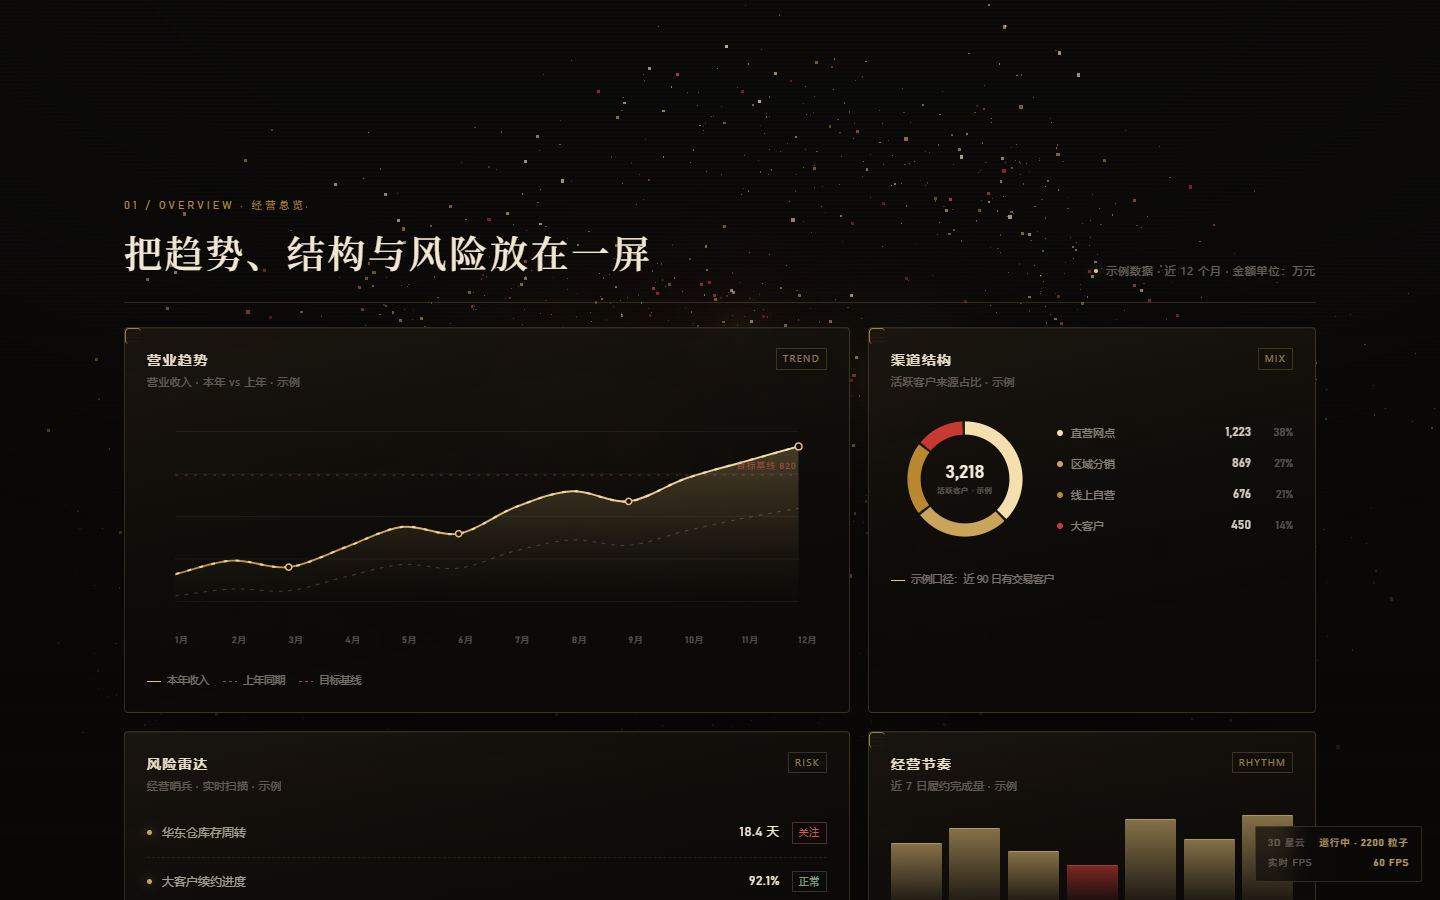 01 / OVERVIEW · 经营总览
把趋势、结构与风险放在一屏
示例数据 · 近 12 个月 · 金额单位：万元
营业趋势
TREND
营业收入 · 本年 vs 上年 · 示例
目标基线 820
1月 2月 3月 4月 5月 6月 7月 8月 9月 10月 11月 12月
本年收入 上年同期 目标基线
渠道结构
MIX
活跃客户来源占比 · 示例
3,218
活跃客户 · 示例
直营网点 1,223 38%
区域分销 869 27%
线上自营 676 21%
大客户 450 14%
示例口径：近 90 日有交易客户
风险雷达
RISK
经营哨兵 · 实时扫描 · 示例
华东仓库存周转 18.4 天 关注
大客户续约进度 92.1% 正常
经营节奏
RHYTHM
近 7 日履约完成量 · 示例
3D 星云 运行中 · 2200 粒子
实时 FPS 60 FPS